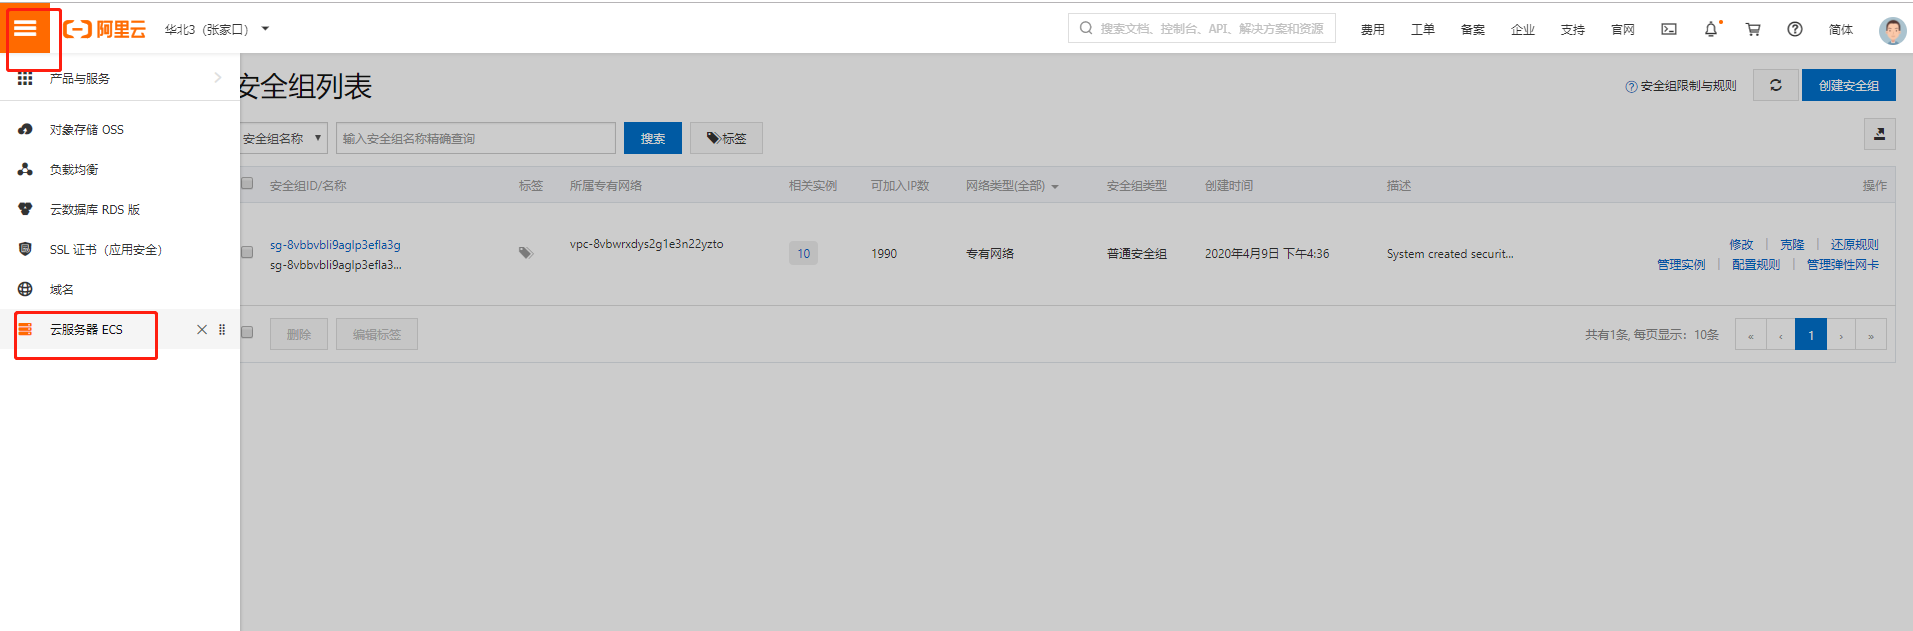 阿里云 华北3（张家口） 搜索文档、控制台、API、解决方案和资源 费用 工单 备案 企业 支持 官网 简体
产品与服务
对象存储 OSS
负载均衡
云数据库 RDS 版
SSL 证书（应用安全）
域名
云服务器 ECS
安全组列表 安全组限制与规则 创建安全组
安全组名称 输入安全组名称精确查询 搜索 标签
安全组ID/名称 标签 所属专有网络 相关实例 可加入IP数 网络类型(全部) 安全组类型 创建时间 描述 操作
sg-8vbbvbli9aglp3efla3g vpc-8vbwrxdys2g1e3n22yzto 修改 克隆 还原规则
10 1990 专有网络 普通安全组 2020年4月9日 下午4:36 System created securit...
sg-8vbbvbli9aglp3efla3... 管理实例 配置规则 管理弹性网卡
删除 编辑标签 共有1条, 每页显示：10条 « ‹ 1 › »